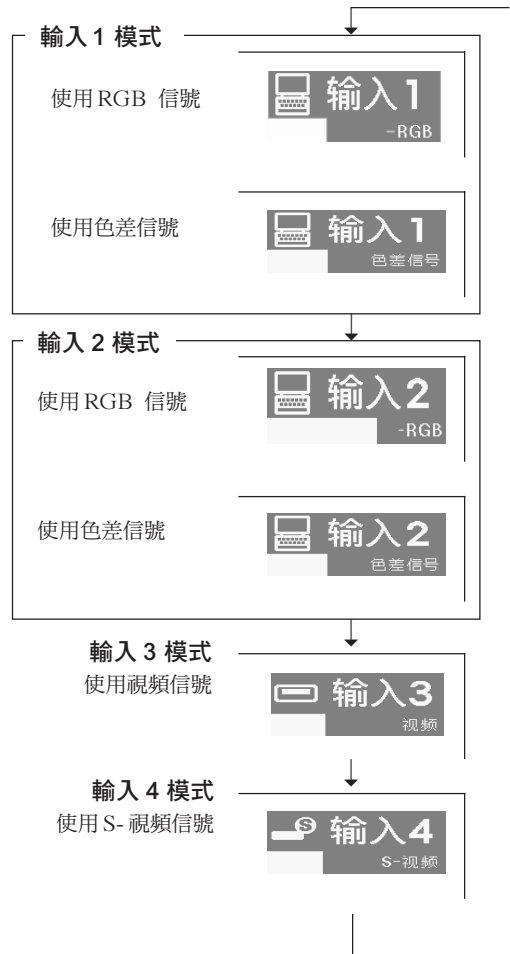 輸入 1 模式
使用 RGB 信號
输入1
-RGB
使用色差信號
输入1
色差信号
輸入 2 模式
使用 RGB 信號
输入2
-RGB
使用色差信號
输入2
色差信号
輸入 3 模式
使用視頻信號
输入3
视频
輸入 4 模式
使用 S- 視頻信號
S
输入4
S-视频